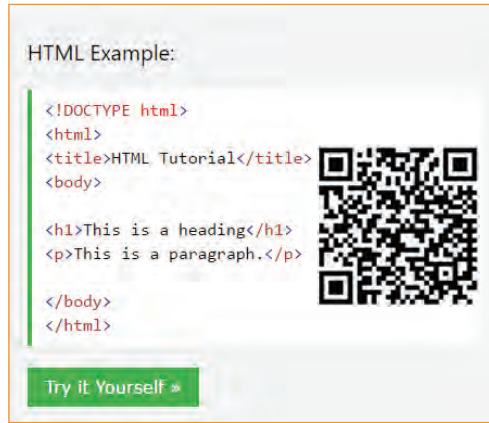 HTML Example:
<!DOCTYPE html>
<html>
<title>HTML Tutorial</title>
<body>
<h1>This is a heading</h1>
<p>This is a paragraph.</p>
</body>
</html>
Try it Yourself »